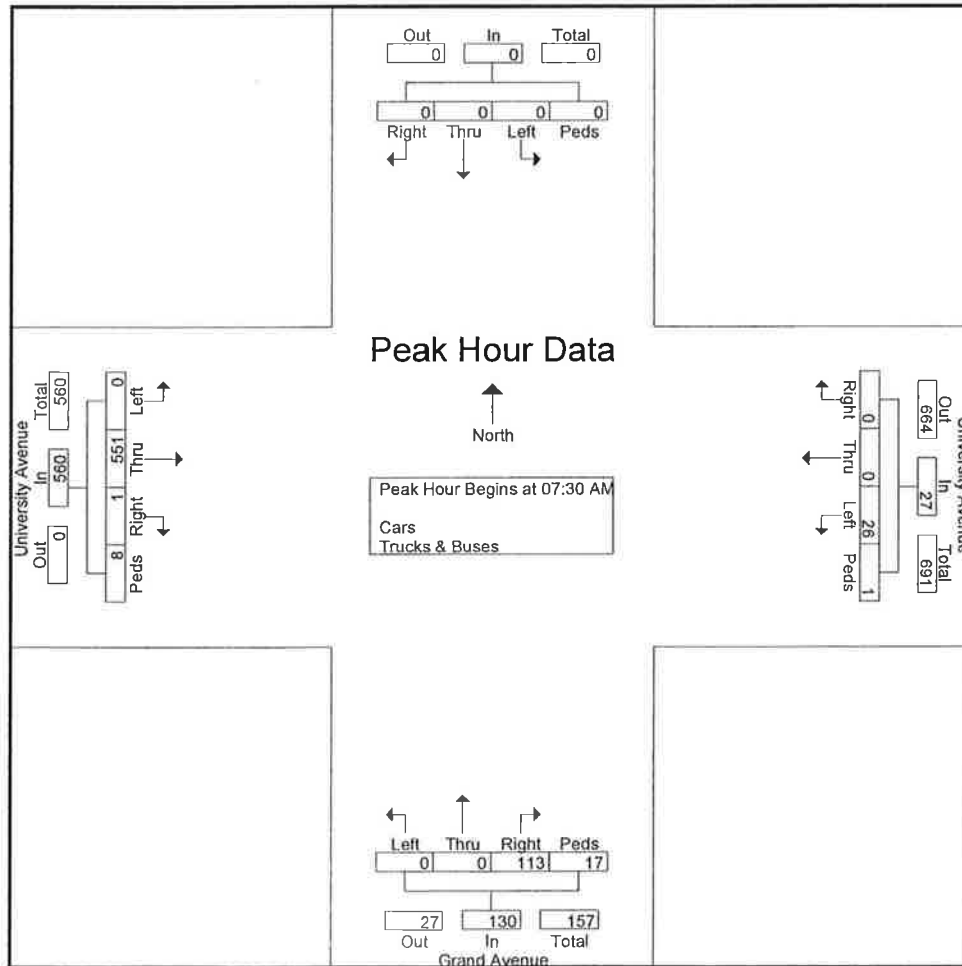 Out In Total
0 0 0
0 0 0 0
Right Thru Left Peds
Peak Hour Data
North
Peak Hour Begins at 07:30 AM
Cars
Trucks & Buses
University Avenue
Out In Total
0 560 560
0 551 1 8
Left Thru Right Peds
Right Thru Left Peds
0 0 26 1
Out In Total
664 27 691
University Avenue
Left Thru Right Peds
0 0 113 17
27 130 157
Out In Total
Grand Avenue